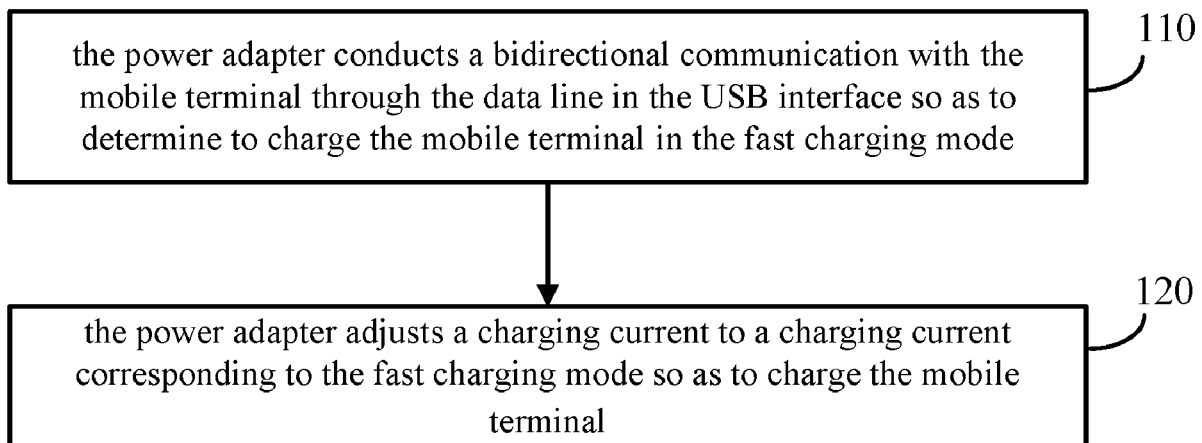 110
the power adapter conducts a bidirectional communication with the
mobile terminal through the data line in the USB interface so as to
determine to charge the mobile terminal in the fast charging mode
120
the power adapter adjusts a charging current to a charging current
corresponding to the fast charging mode so as to charge the mobile
terminal